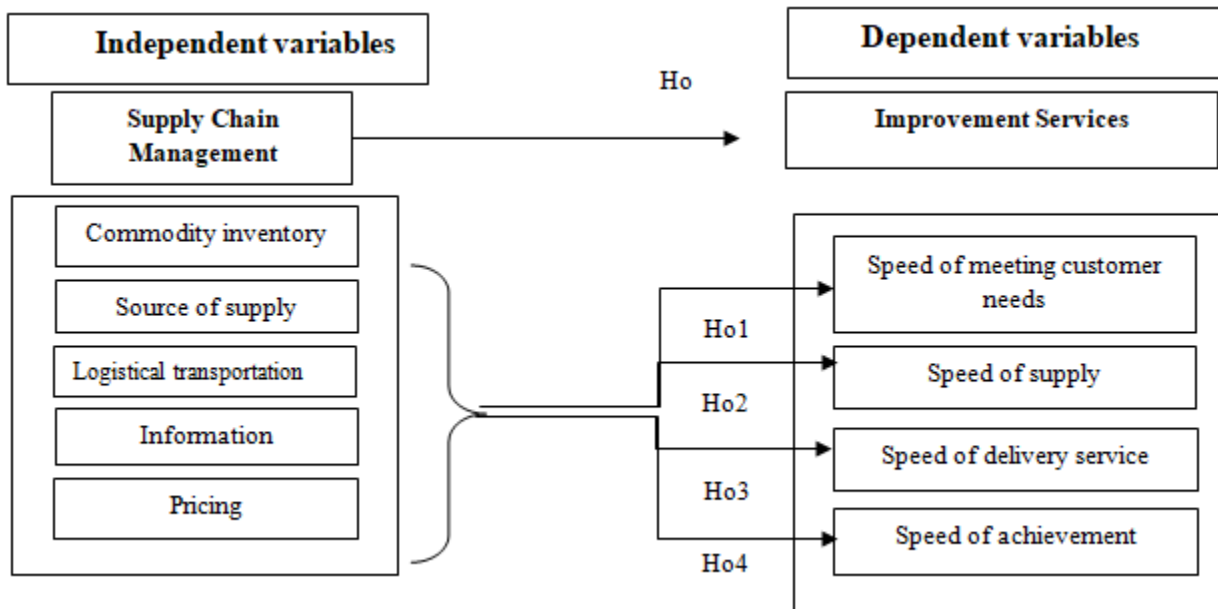 Independent variables
Dependent variables
Ho
Supply Chain
Management
Improvement Services
Commodity inventory
Source of supply
Logistical transportation
Information
Pricing
Speed of meeting customer
needs
Ho1
Speed of supply
Ho2
Speed of delivery service
Ho3
Speed of achievement
Ho4